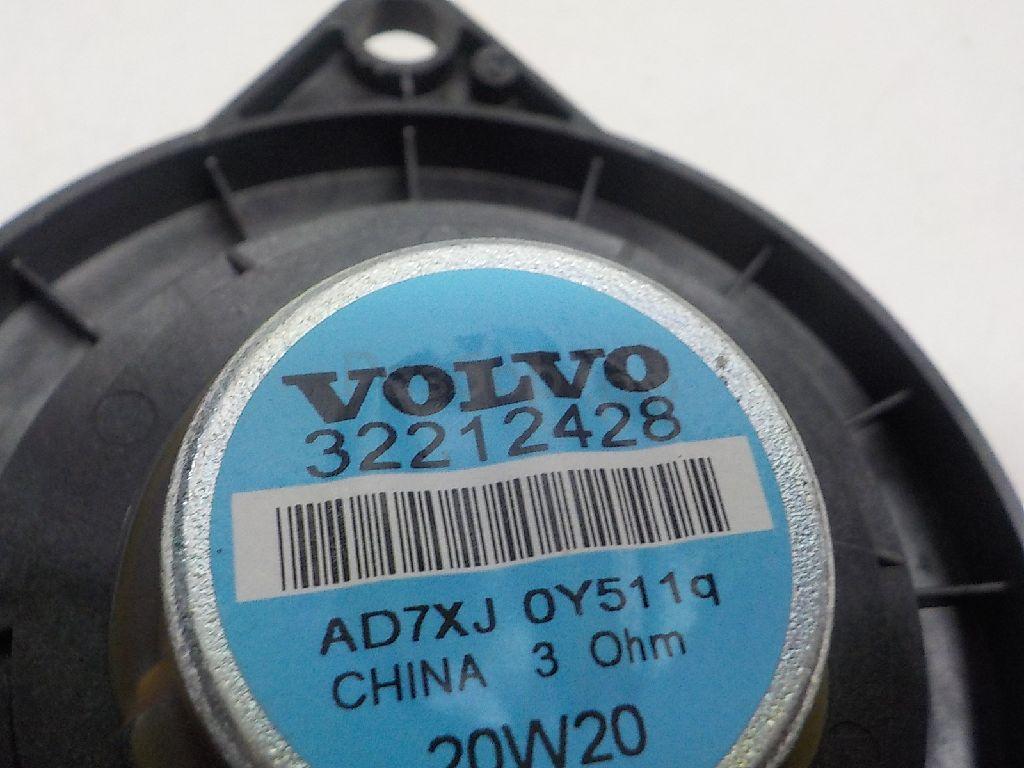 VOLVO
32212428
AD7XJ 0Y511q
CHINA 3 Ohm
20W20